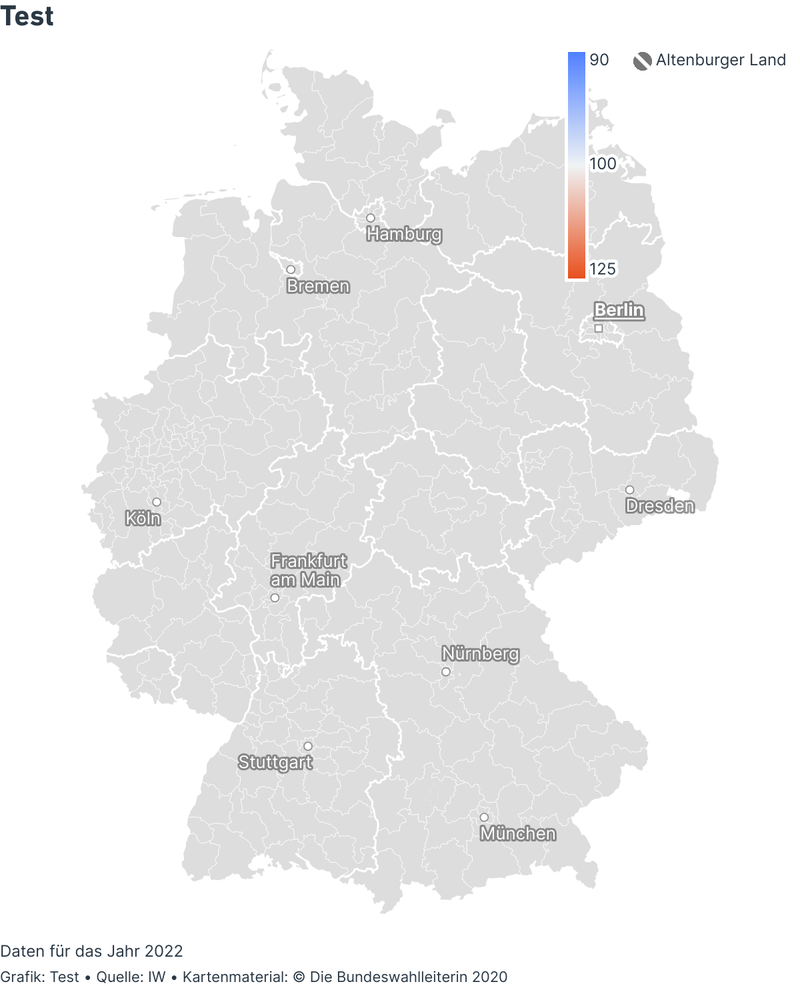 Test
90
Altenburger Land
100
Hamburg
125
Bremen
Berlin
Köln
Dresden
Frankfurt
am Main
Nürnberg
Stuttgart
München
Daten für das Jahr 2022
Grafik: Test • Quelle: IW • Kartenmaterial: © Die Bundeswahlleiterin 2020